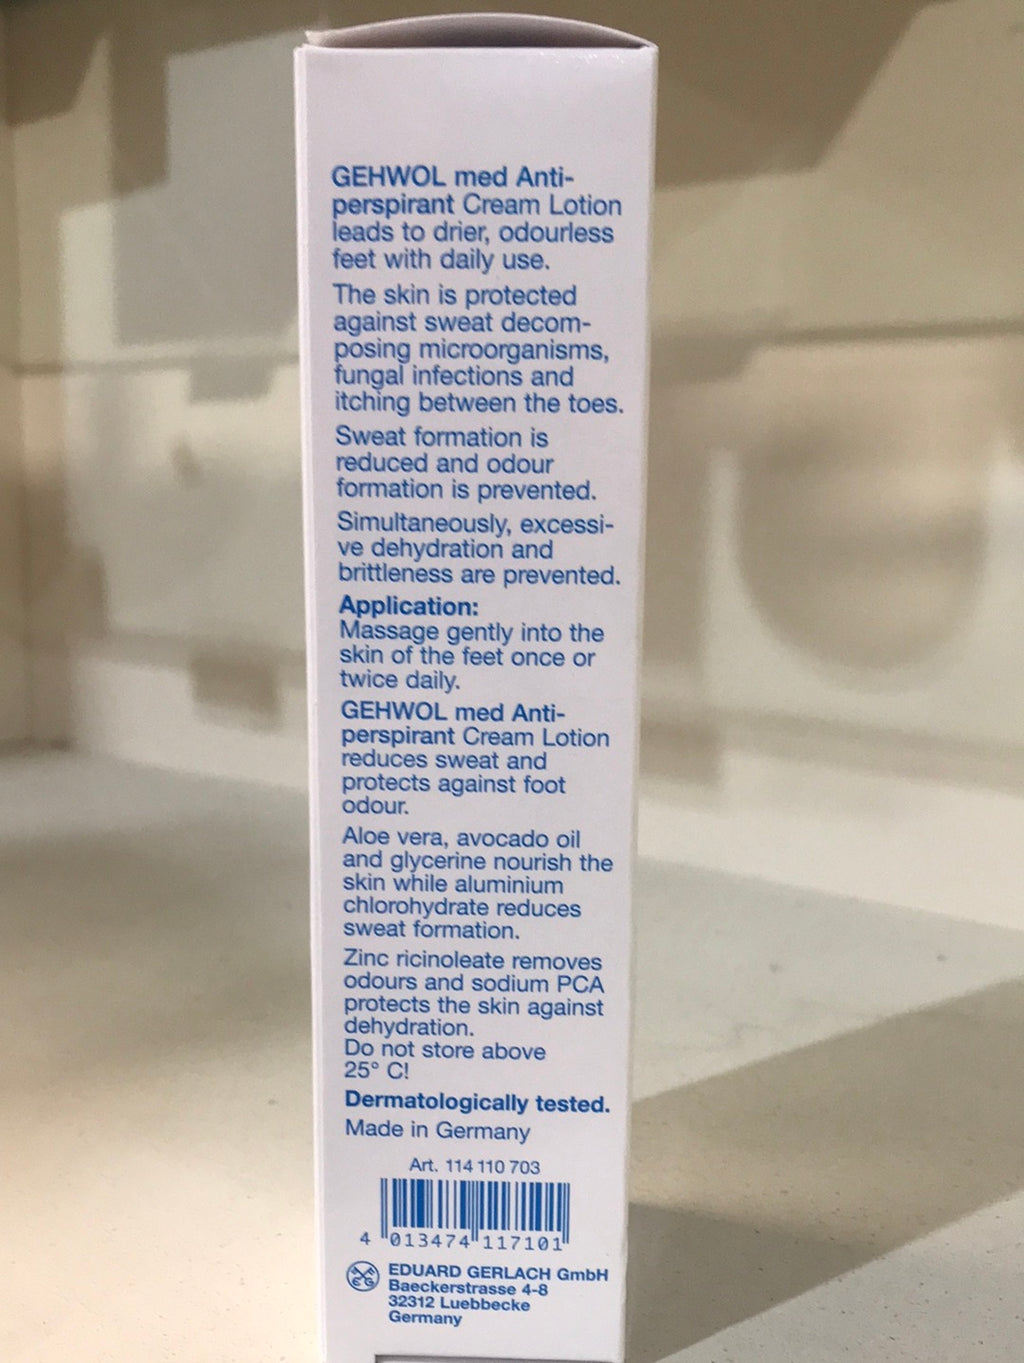 GEHWOL med Anti-
perspirant Cream Lotion
leads to drier, odourless
feet with daily use.
The skin is protected
against sweat decom-
posing microorganisms,
fungal infections and
itching between the toes.
Sweat formation is
reduced and odour
formation is prevented.
Simultaneously, excessi-
ve dehydration and
brittleness are prevented.
Application:
Massage gently into the
skin of the feet once or
twice daily.
GEHWOL med Anti-
perspirant Cream Lotion
reduces sweat and
protects against foot
odour.
Aloe vera, avocado oil
and glycerine nourish the
skin while aluminium
chlorohydrate reduces
sweat formation.
Zinc ricinoleate removes
odours and sodium PCA
protects the skin against
dehydration.
Do not store above
25° C!
Dermatologically tested.
Made in Germany
Art. 114 110 703
4 013474 117101
EG
EDUARD GERLACH GmbH
Baeckerstrasse 4-8
32312 Luebbecke
Germany